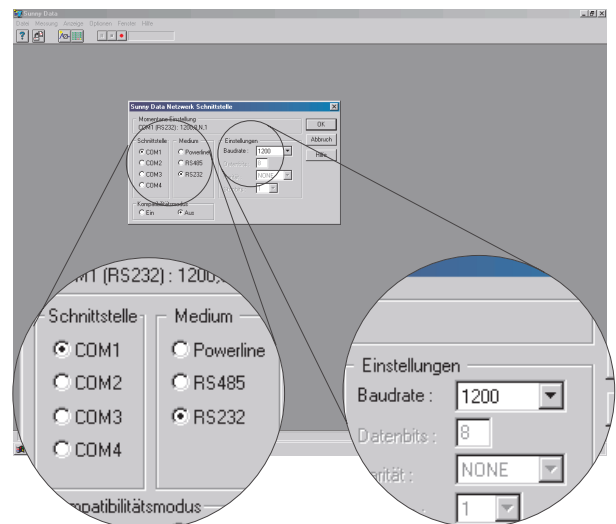 Sunny Data
Datei Messung Anzeige Optionen Fenster Hilfe
Sunny Data Netzwerk Schnittstelle
Momentane Einstellung
COM1 (RS232): 1200,8,N,1
OK
Abbruch
Hilfe
Schnittstelle
COM1
COM2
COM3
COM4
Medium
Powerline
RS485
RS232
Einstellungen
Baudrate : 1200
Datenbits : 8
NONE
1
Kompatibilitätsmodus
Ein Aus
(RS232) : 1200,
Schnittstelle
COM1
COM2
COM3
COM4
Medium
Powerline
RS485
RS232
mpatibilitätsmodus
Einstellungen
Baudrate : 1200
Datenbits : 8
arität : NONE
1